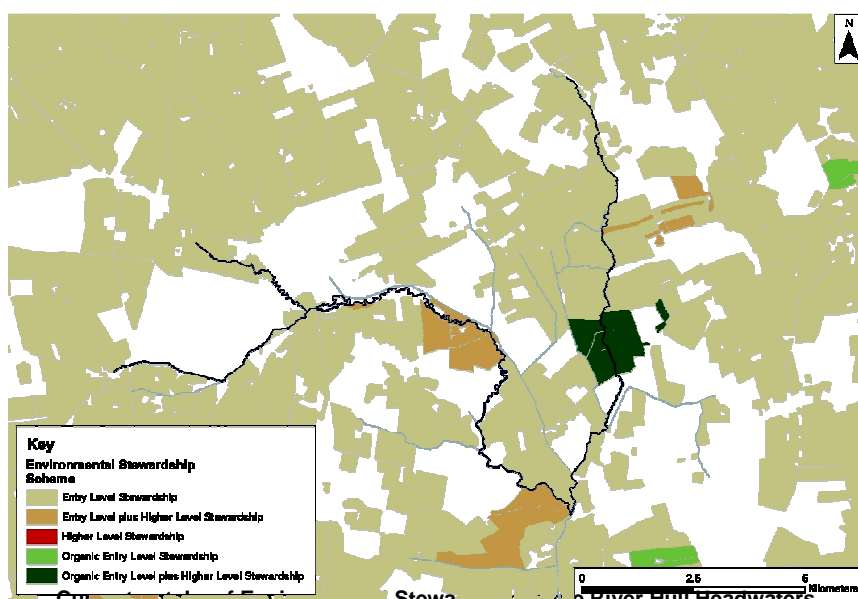 N
Key
Environmental Stewardship
Scheme
Entry Level Stewardship
Entry Level plus Higher Level Stewardship
Higher Level Stewardship
Organic Entry Level Stewardship
Organic Entry Level plus Higher Level Stewardship
0 2.5 5
Kilometers
Stewa River Hull Headwaters